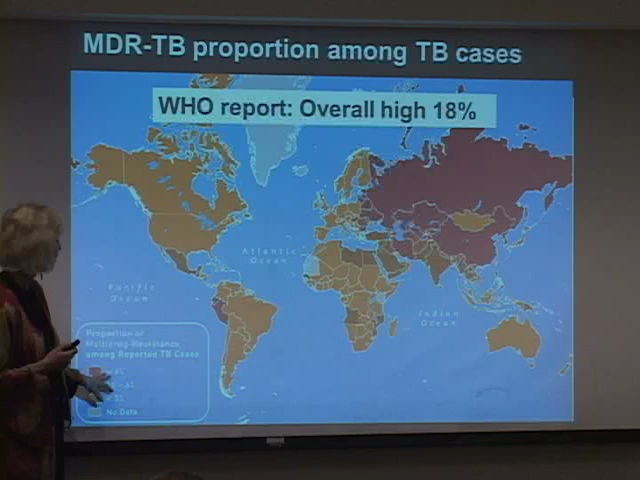 MDR-TB proportion among TB cases
WHO report: Overall high 18%
Atlantic
Ocean
Pacific
Ocean
Indian
Ocean
Proportion of
Multidrug-Resistance
among Reported TB Cases
No Data